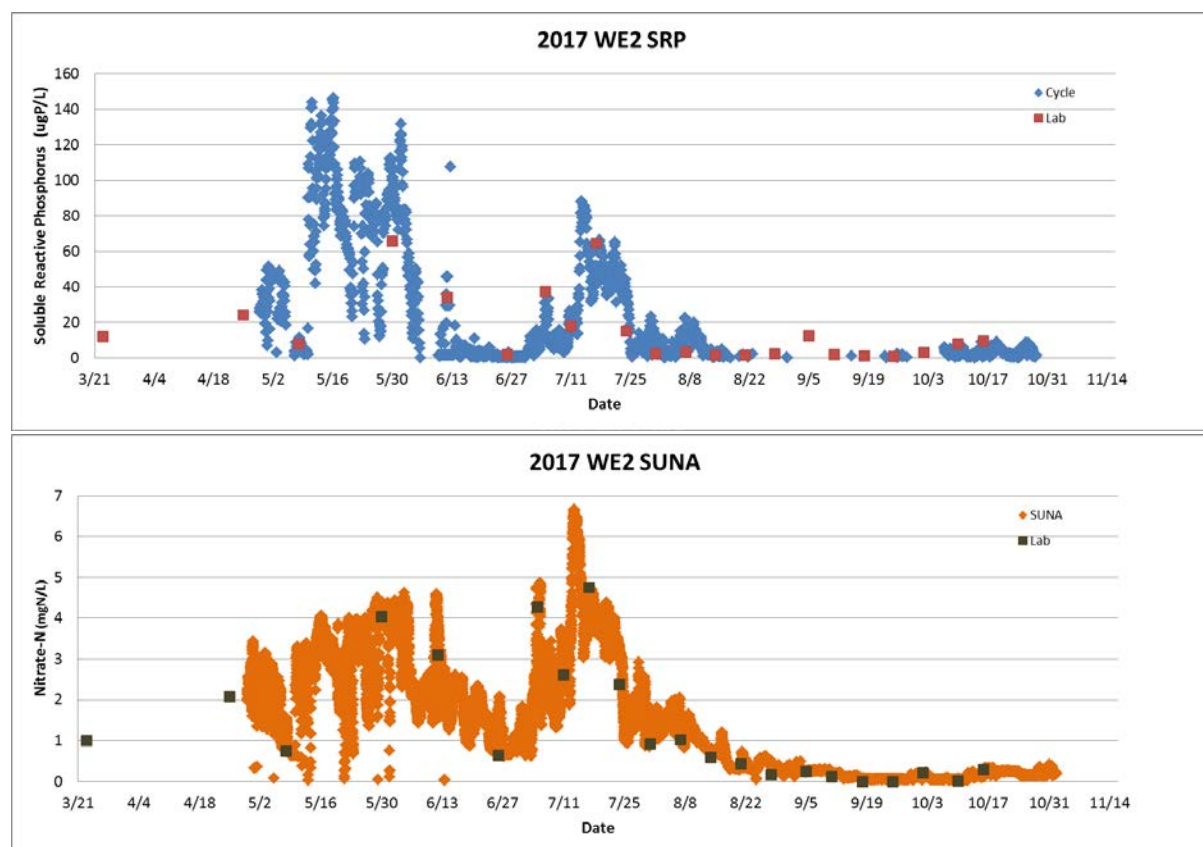 2017 WE2 SRP
Soluble Reactive Phosphorus (ugP/L)
160
140
120
100
80
60
40
20
0
Cycle
Lab
3/21 4/4 4/18 5/2 5/16 5/30 6/13 6/27 7/11 7/25 8/8 8/22 9/5 9/19 10/3 10/17 10/31 11/14
Date
2017 WE2 SUNA
Nitrate-N (mgN/L)
7
6
5
4
3
2
1
0
SUNA
Lab
3/21 4/4 4/18 5/2 5/16 5/30 6/13 6/27 7/11 7/25 8/8 8/22 9/5 9/19 10/3 10/17 10/31 11/14
Date